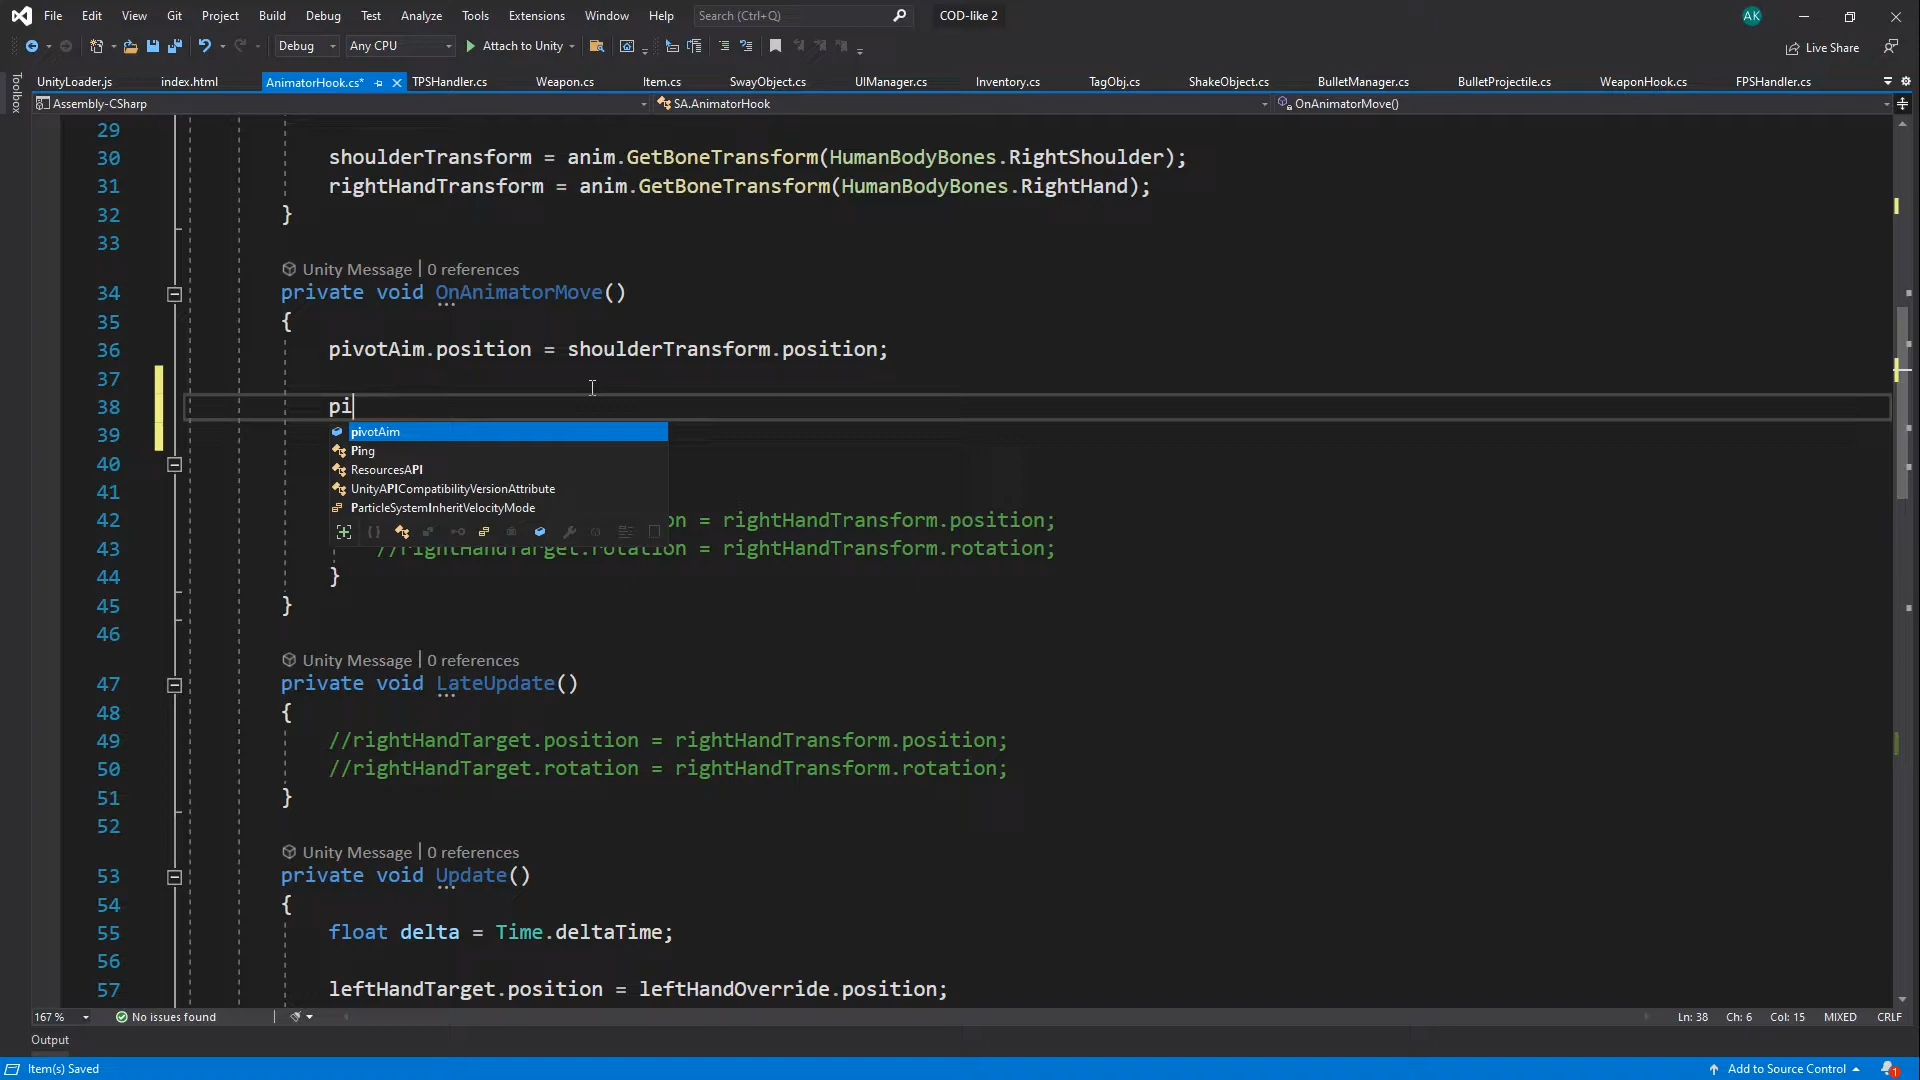 File Edit View Git Project Build Debug Test Analyze Tools Extensions Window Help Search (Ctrl+Q) COD-like 2 AK
Debug Any CPU Attach to Unity Live Share
Toolbox
UnityLoader.js index.html AnimatorHook.cs* TPSHandler.cs Weapon.cs Item.cs SwayObject.cs UIManager.cs Inventory.cs TagObj.cs ShakeObject.cs BulletManager.cs BulletProjectile.cs WeaponHook.cs FPSHandler.cs
Assembly-CSharp SA.AnimatorHook OnAnimatorMove()
29
30 shoulderTransform = anim.GetBoneTransform(HumanBodyBones.RightShoulder);
31 rightHandTransform = anim.GetBoneTransform(HumanBodyBones.RightHand);
32 }
33
Unity Message | 0 references
34 private void OnAnimatorMove()
35 {
36 pivotAim.position = shoulderTransform.position;
37
38 pi
39 pivotAim
Ping
40 ResourcesAPI
41 UnityAPICompatibilityVersionAttribute
ParticleSystemInheritVelocityMode
42 = rightHandTransform.position;
43 //rightHandTarget.rotation = rightHandTransform.rotation;
44 }
45 }
46
Unity Message | 0 references
47 private void LateUpdate()
48 {
49 //rightHandTarget.position = rightHandTransform.position;
50 //rightHandTarget.rotation = rightHandTransform.rotation;
51 }
52
Unity Message | 0 references
53 private void Update()
54 {
55 float delta = Time.deltaTime;
56
57 leftHandTarget.position = leftHandOverride.position;
167 % No issues found Ln: 38 Ch: 6 Col: 15 MIXED CRLF
Output
Item(s) Saved Add to Source Control 1